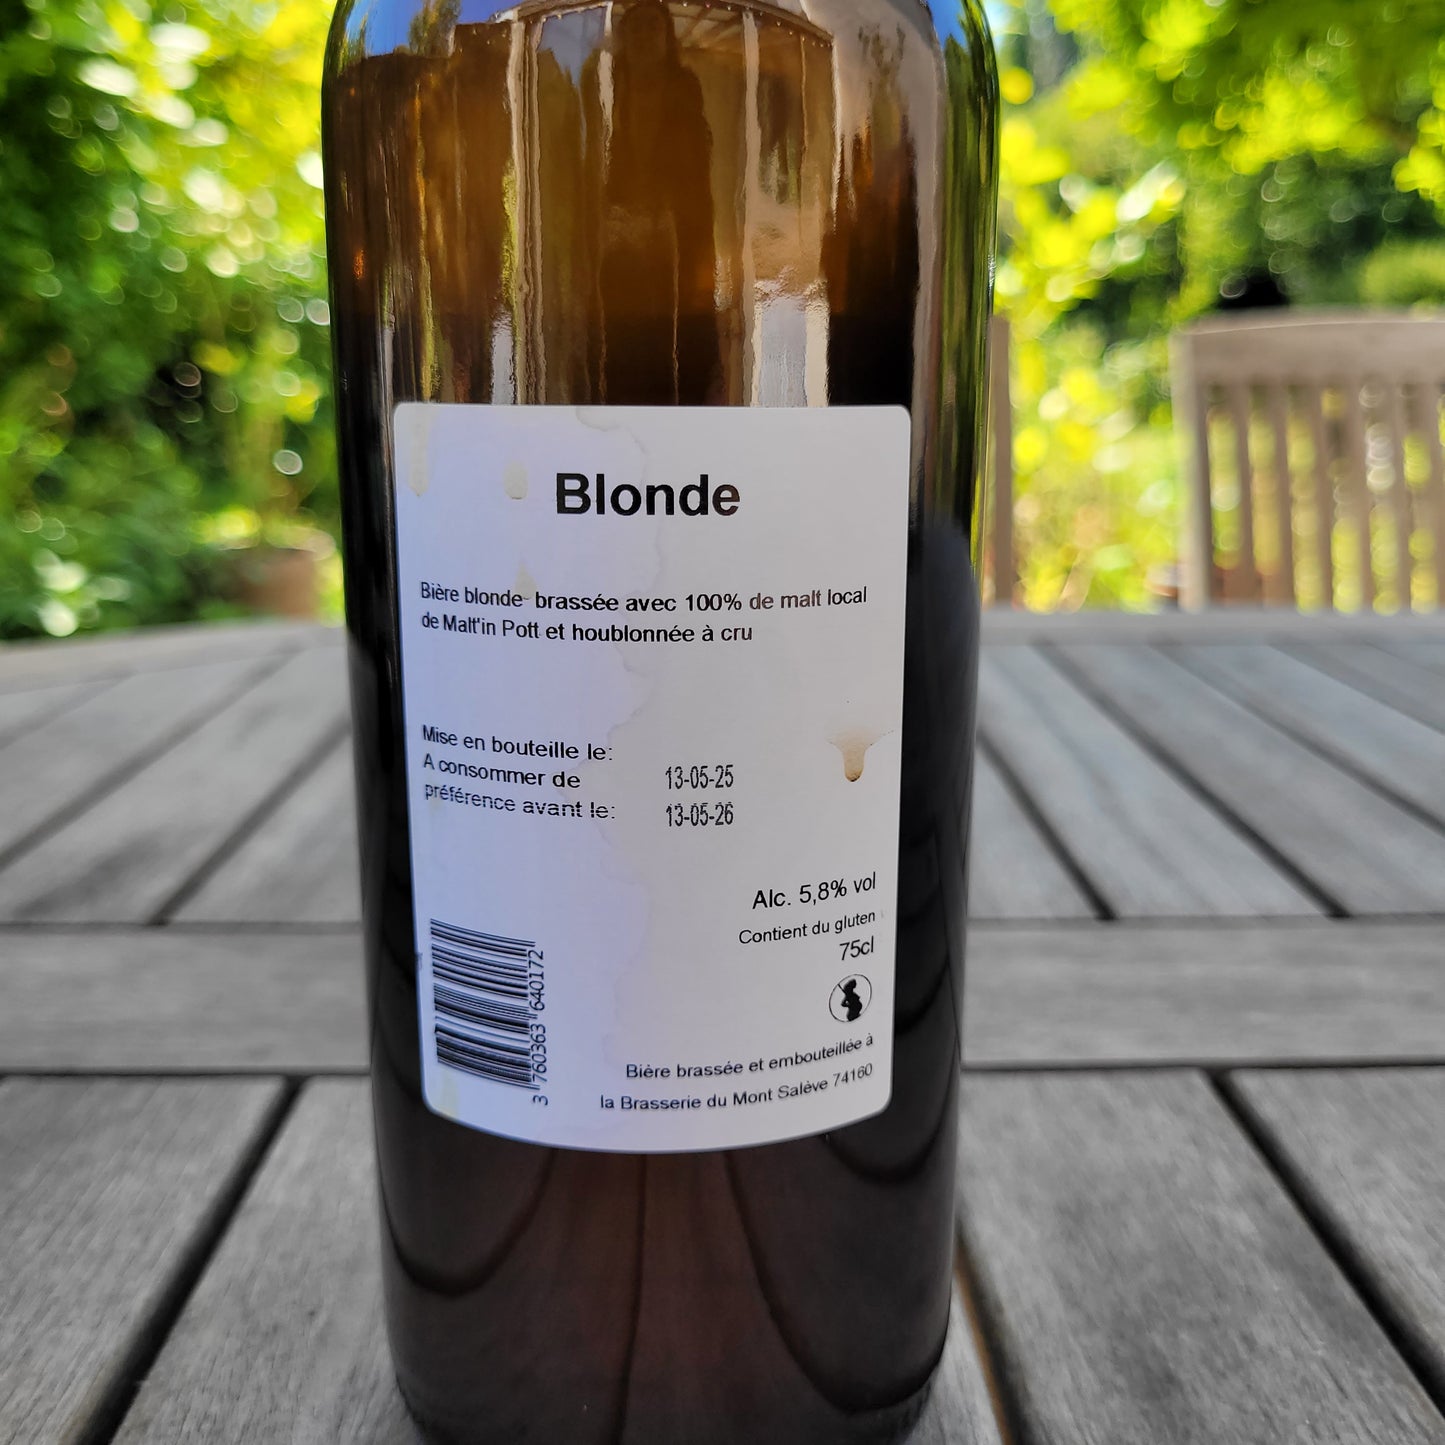 Blonde
Bière blonde brassée avec 100% de malt local
de Malt'in Pott et houblonnée à cru
Mise en bouteille le:
A consommer de
préférence avant le:
13-05-25
13-05-26
Alc. 5,8% vol
Contient du gluten
75cl
Bière brassée et embouteillée à
la Brasserie du Mont Salève 74160
3 760363 640172